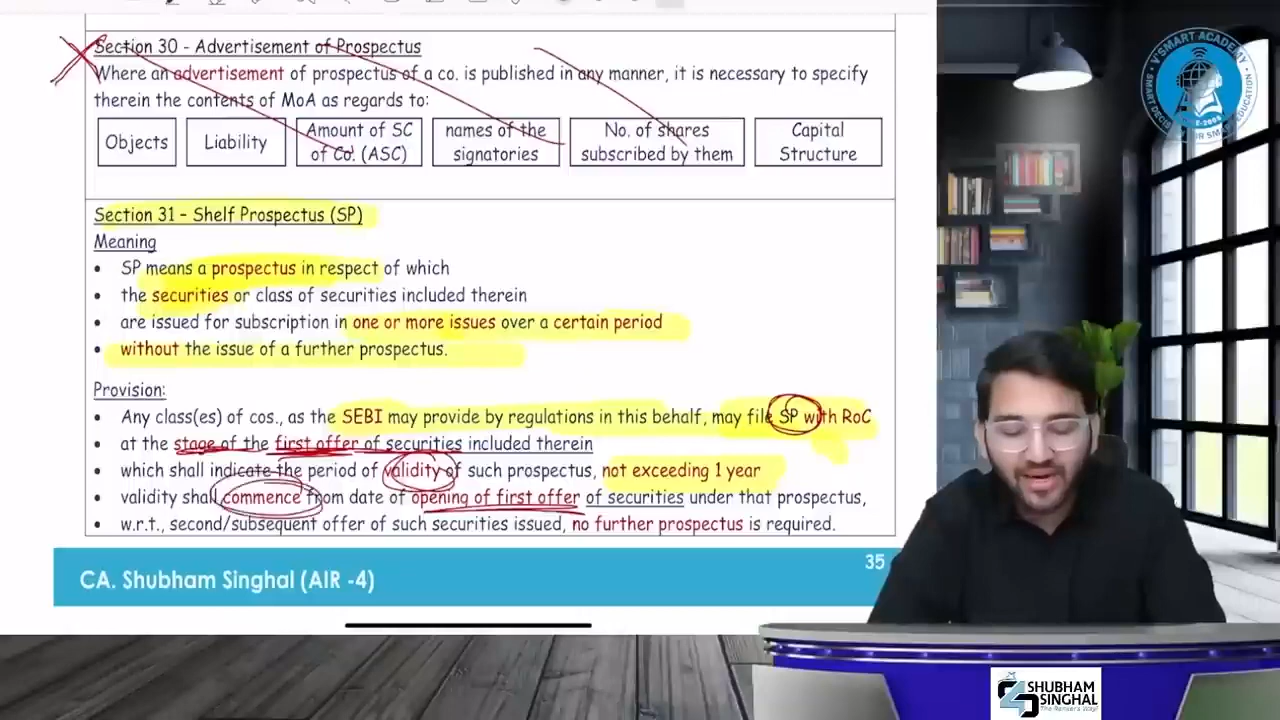 Section 30 - Advertisement of Prospectus
Where an advertisement of prospectus of a co. is published in any manner, it is necessary to specify
therein the contents of MoA as regards to:
Objects
Liability
Amount of SC
of Co. (ASC)
names of the
signatories
No. of shares
subscribed by them
Capital
Structure
Section 31 – Shelf Prospectus (SP)
Meaning
• SP means a prospectus in respect of which
• the securities or class of securities included therein
• are issued for subscription in one or more issues over a certain period
• without the issue of a further prospectus.
Provision:
• Any class(es) of cos., as the SEBI may provide by regulations in this behalf, may file SP with RoC
• at the stage of the first offer of securities included therein
• which shall indicate the period of validity of such prospectus, not exceeding 1 year
• validity shall commence from date of opening of first offer of securities under that prospectus,
• w.r.t., second/subsequent offer of such securities issued, no further prospectus is required.
35
CA. Shubham Singhal (AIR -4)
V'SMART ACADEMY
SHUBHAM
SINGHAL